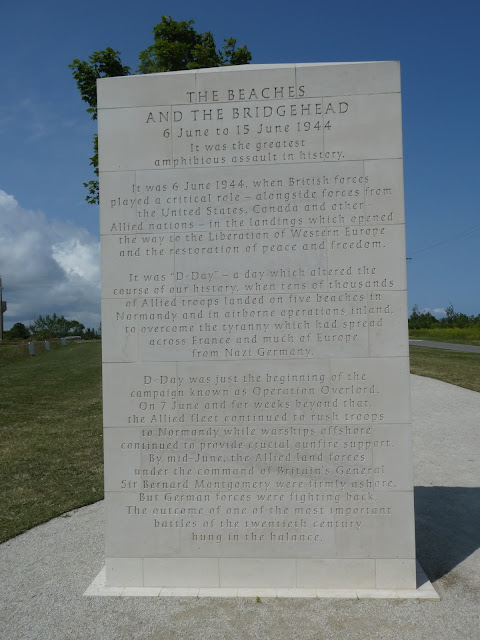 THE BEACHES
AND THE BRIDGEHEAD
6 June to 15 June 1944
It was the greatest
amphibious assault in history.
It was 6 June 1944, when British forces
played a critical role – alongside forces from
the United States, Canada and other
Allied nations – in the landings which opened
the way to the Liberation of Western Europe
and the restoration of peace and freedom.
It was "D-Day" – a day which altered the
course of our history, when tens of thousands
of Allied troops landed on five beaches in
Normandy and in airborne operations inland,
to overcome the tyranny which had spread
across France and much of Europe
from Nazi Germany.
D-Day was just the beginning of the
campaign known as Operation Overlord.
On 7 June and for weeks beyond that,
the Allied fleet continued to rush troops
to Normandy while warships offshore
continued to provide crucial gunfire support.
By mid-June, the Allied land forces
under the command of Britain's General
Sir Bernard Montgomery were firmly ashore.
But German forces were fighting back.
The outcome of one of the most important
battles of the twentieth century
hung in the balance.